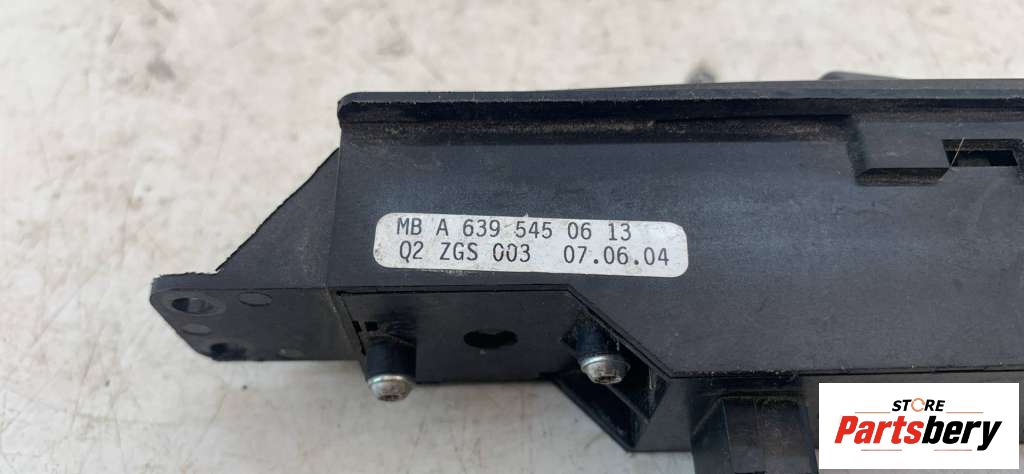 MB A 639 545 06 13
Q2 ZGS 003 07.06.04
STORE
Partsbery